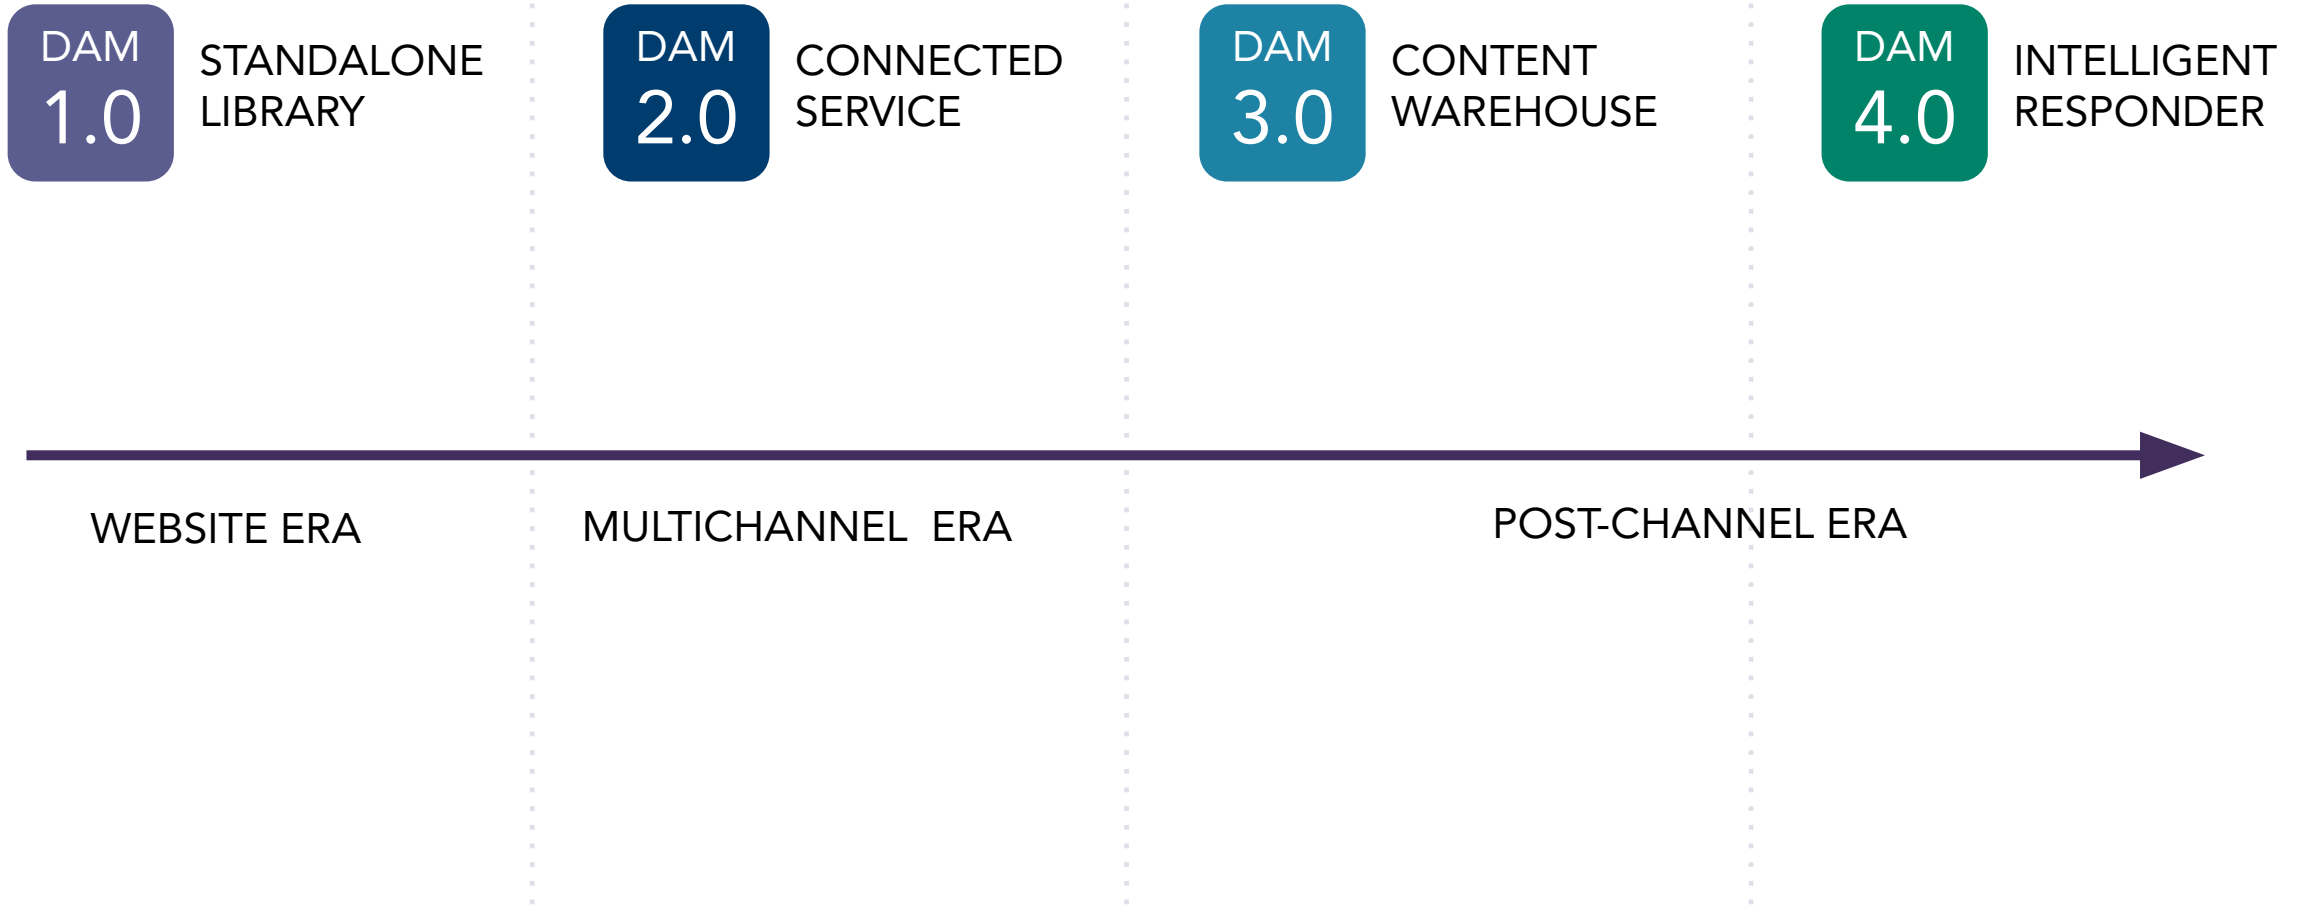 DAM
1.0
STANDALONE
LIBRARY
DAM
2.0
CONNECTED
SERVICE
DAM
3.0
CONTENT
WAREHOUSE
DAM
4.0
INTELLIGENT
RESPONDER
WEBSITE ERA
MULTICHANNEL  ERA
POST-CHANNEL ERA